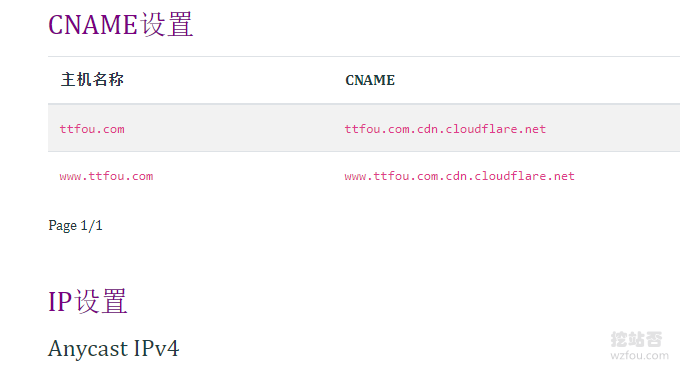 CNAME设置
主机名称 CNAME
ttfou.com ttfou.com.cdn.cloudflare.net
www.ttfou.com www.ttfou.com.cdn.cloudflare.net
Page 1/1
IP设置
Anycast IPv4
挖站否
wzfou.com